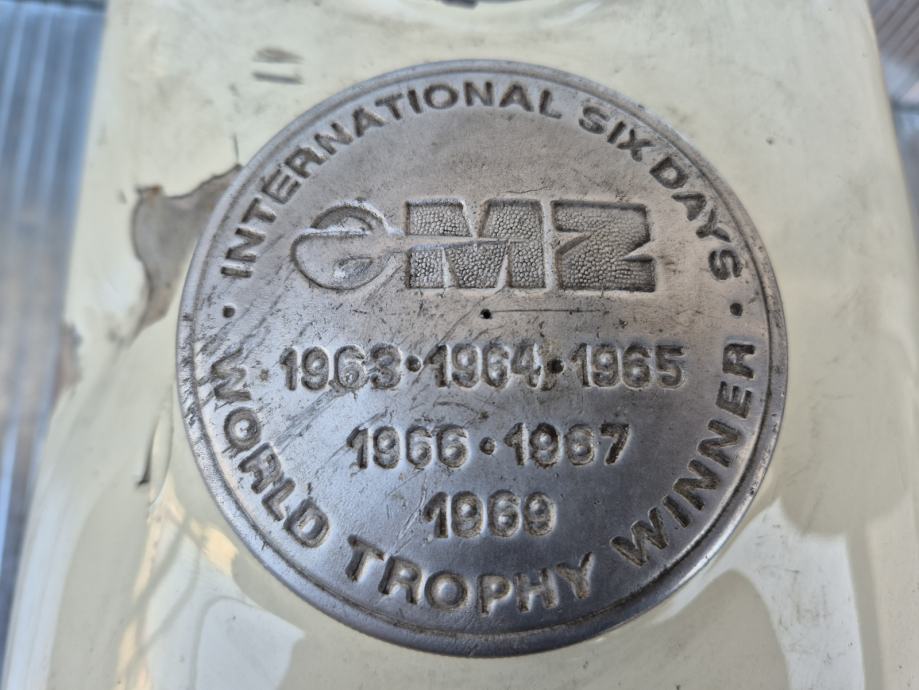 INTERNATIONAL SIX DAYS
MZ
1963 · 1964 · 1965
1966 · 1967
1969
· WORLD TROPHY WINNER ·